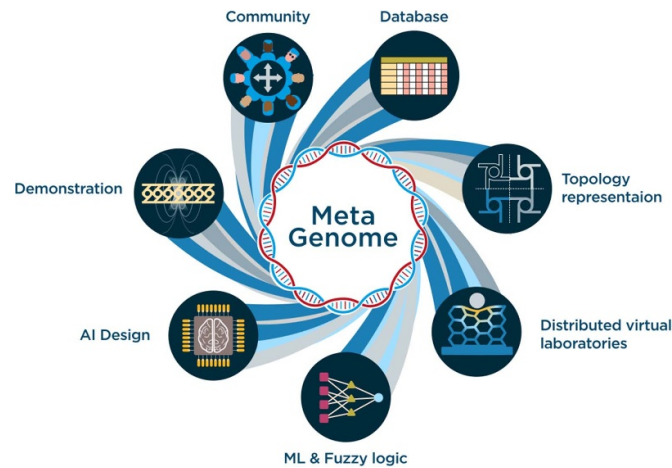 Community
Database
Demonstration
Meta
Genome
Topology
representaion
AI Design
Distributed virtual
laboratories
ML & Fuzzy logic